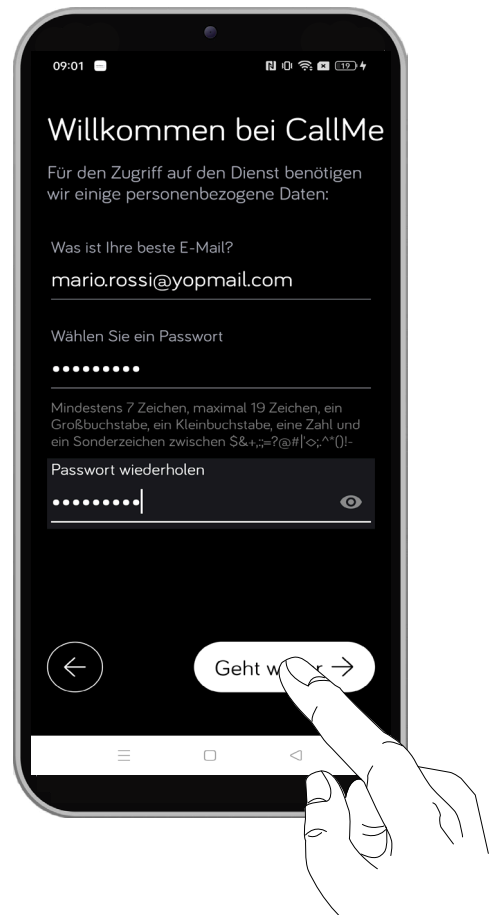 09:01
19
Willkommen bei CallMe
Für den Zugriff auf den Dienst benötigen
wir einige personenbezogene Daten:
Was ist Ihre beste E-Mail?
mario.rossi@yopmail.com
Wählen Sie ein Passwort
•••••••••
Mindestens 7 Zeichen, maximal 19 Zeichen, ein
Großbuchstabe, ein Kleinbuchstabe, eine Zahl und
ein Sonderzeichen zwischen $&+,:;=?@#|'<>;.^*()!-
Passwort wiederholen
•••••••••
Geht